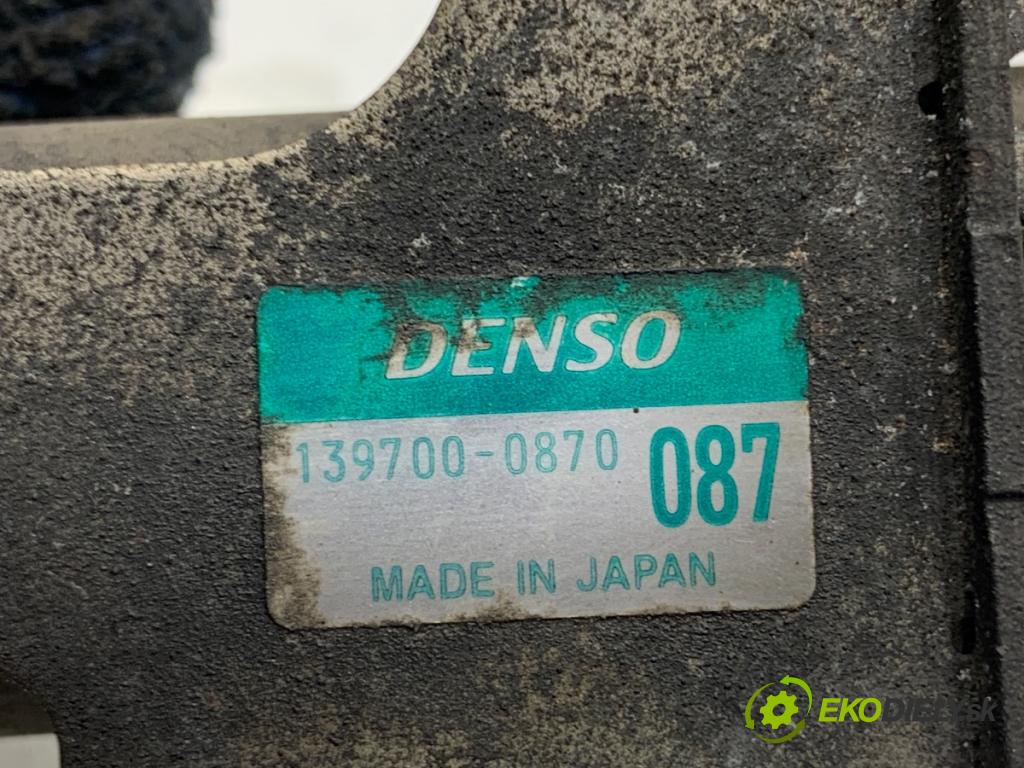 DENSO
139700-0870 087
MADE IN JAPAN
EKODIELY.sk